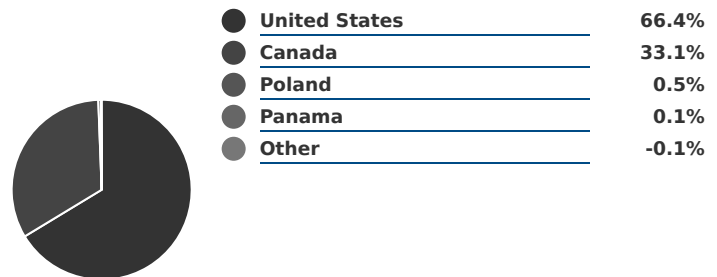 United States 66.4%
Canada 33.1%
Poland 0.5%
Panama 0.1%
Other -0.1%